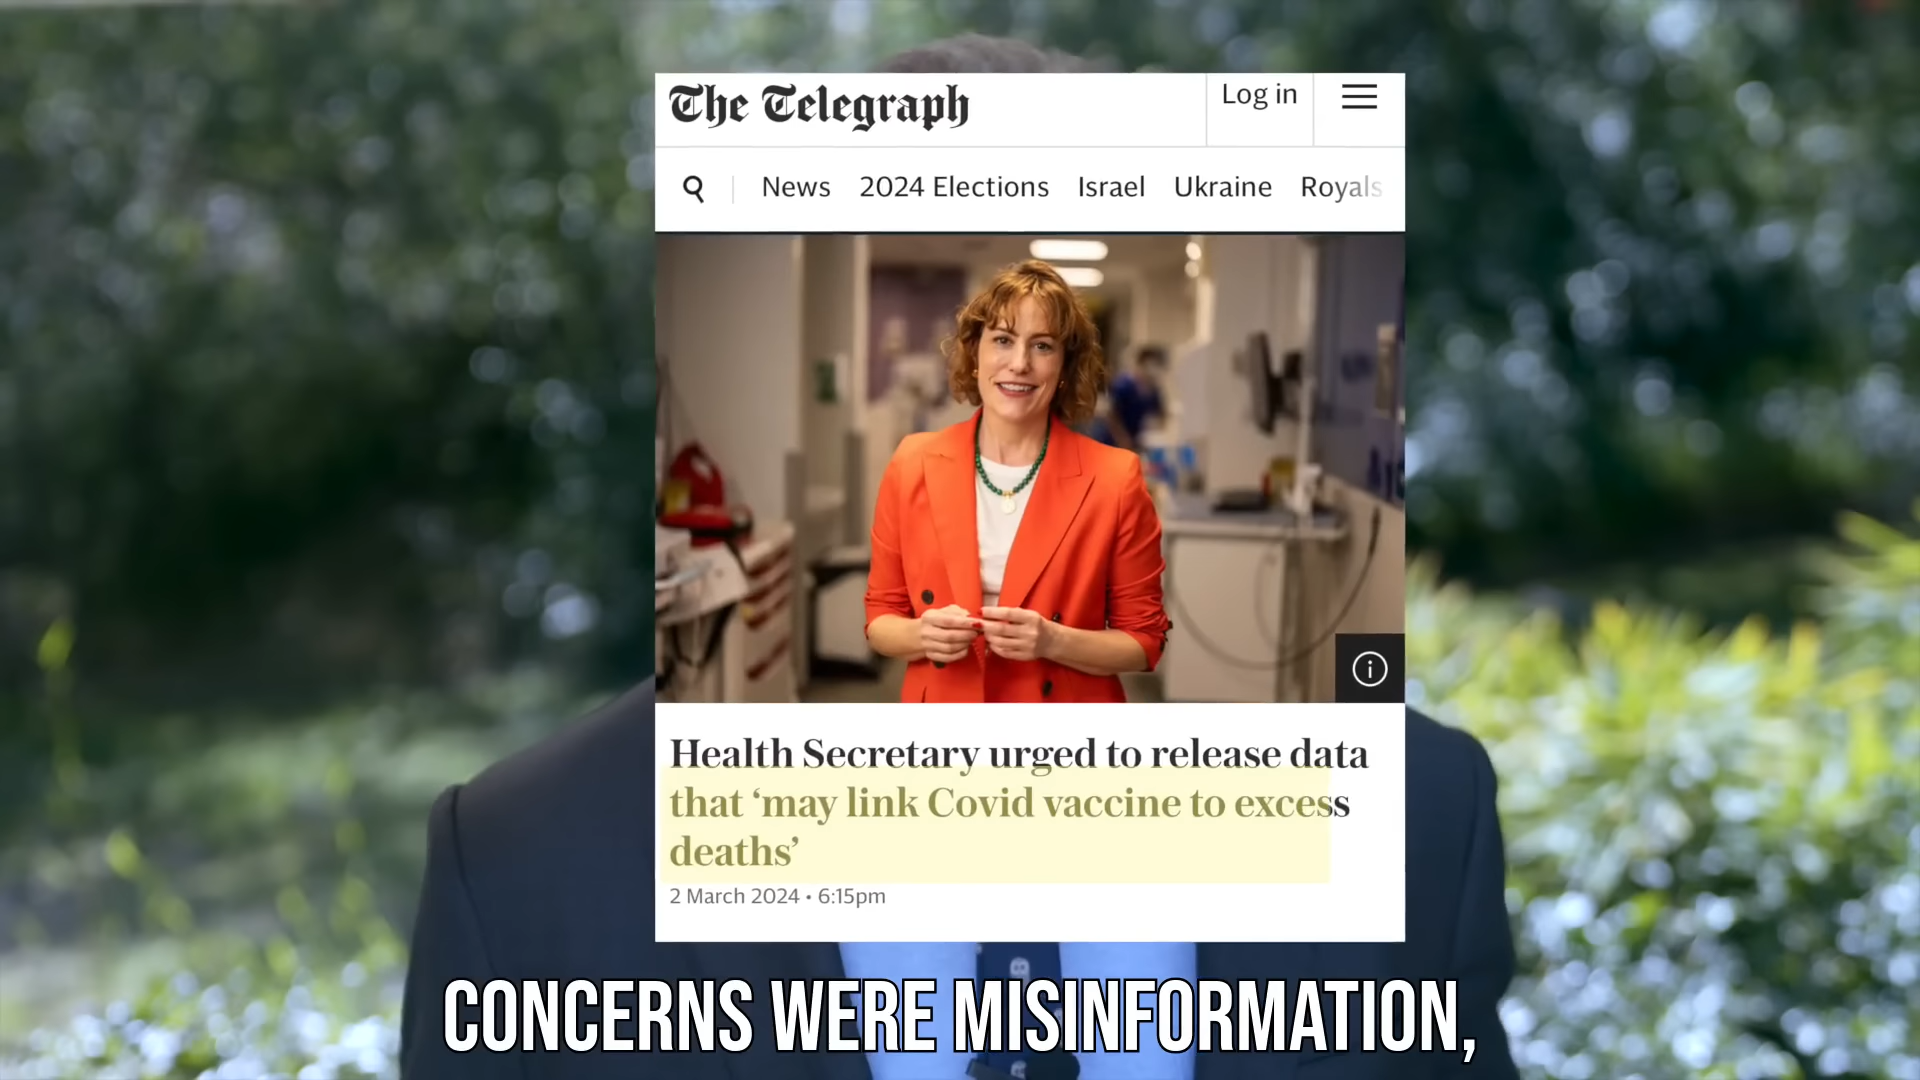 The Telegraph
Log in
News 2024 Elections Israel Ukraine Royals
Health Secretary urged to release data
that ‘may link Covid vaccine to excess
deaths’
2 March 2024 • 6:15pm
CONCERNS WERE MISINFORMATION,